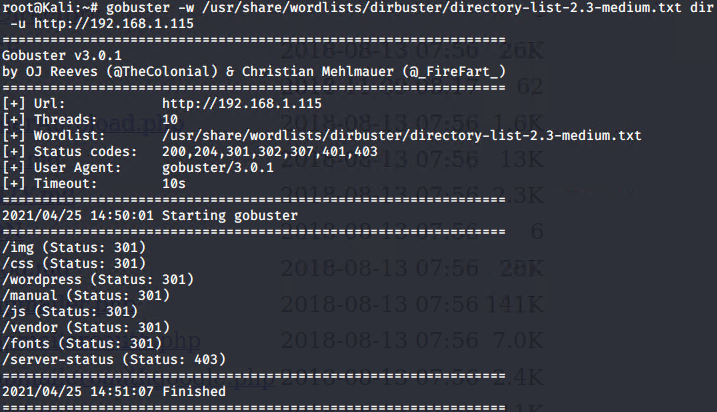 root@Kali:~# gobuster -w /usr/share/wordlists/dirbuster/directory-list-2.3-medium.txt dir
-u http://192.168.1.115
===============================================================
Gobuster v3.0.1
by OJ Reeves (@TheColonial) & Christian Mehlmauer (@_FireFart_)
===============================================================
[+] Url:            http://192.168.1.115
[+] Threads:        10
[+] Wordlist:       /usr/share/wordlists/dirbuster/directory-list-2.3-medium.txt
[+] Status codes:   200,204,301,302,307,401,403
[+] User Agent:     gobuster/3.0.1
[+] Timeout:        10s
===============================================================
2021/04/25 14:50:01 Starting gobuster
===============================================================
/img (Status: 301)
/css (Status: 301)
/wordpress (Status: 301)
/manual (Status: 301)
/js (Status: 301)
/vendor (Status: 301)
/fonts (Status: 301)
/server-status (Status: 403)
===============================================================
2021/04/25 14:51:07 Finished
===============================================================